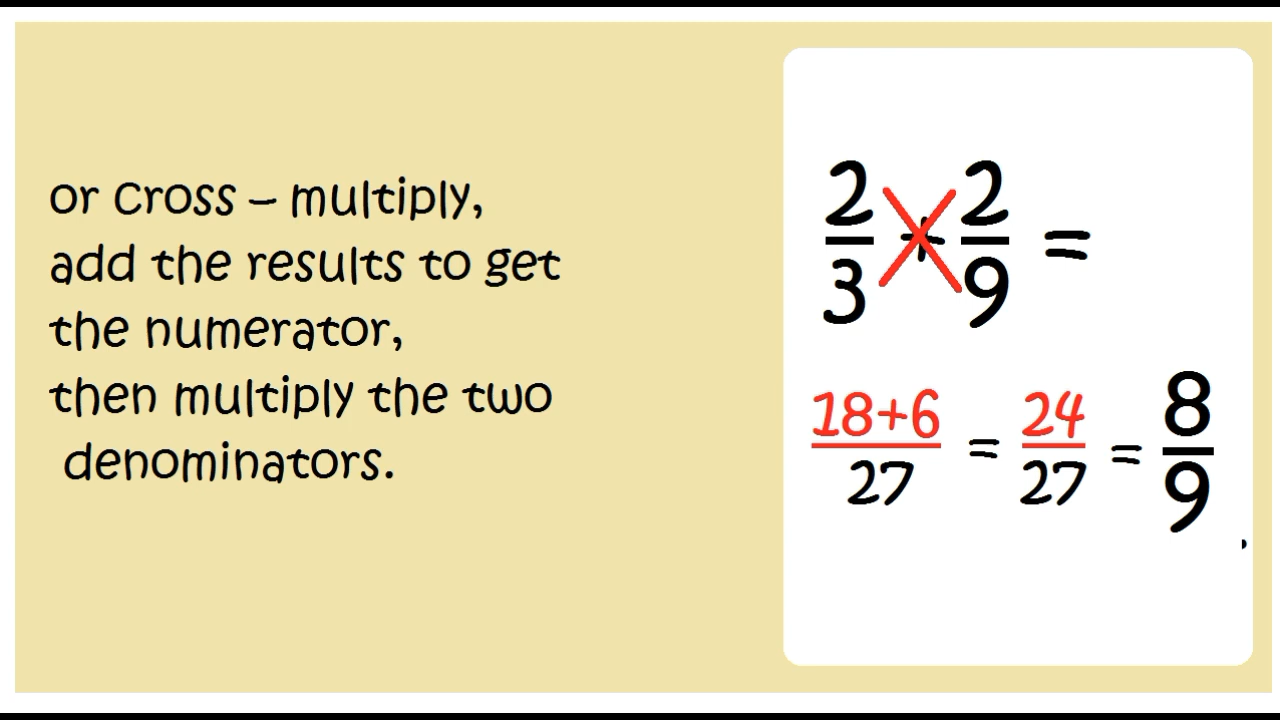 or cross – multiply,
add the results to get
the numerator,
then multiply the two
denominators.
2/3 + 2/9 =
18+6/27 = 24/27 = 8/9
.